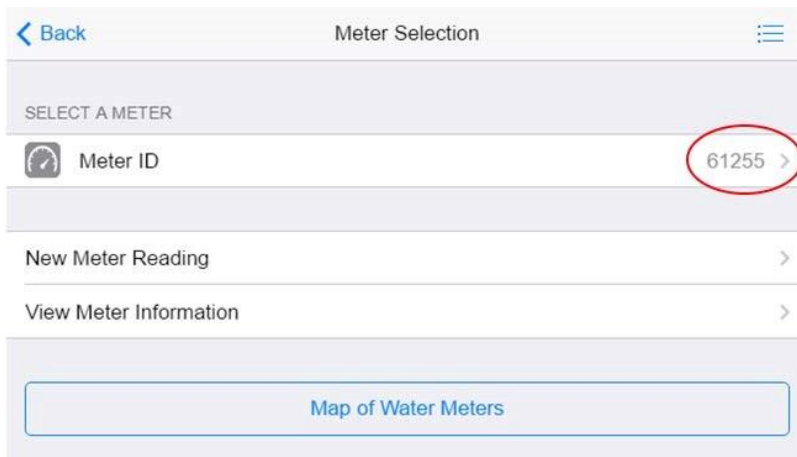 Back Meter Selection
SELECT A METER
Meter ID 61255
New Meter Reading
View Meter Information
Map of Water Meters